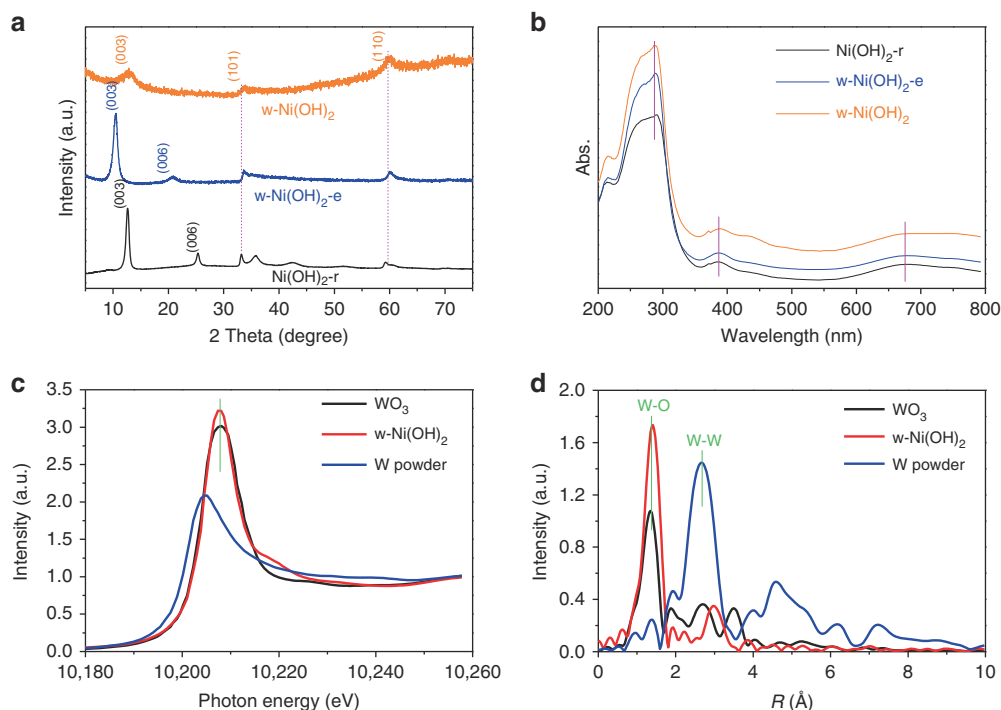 a
Intensity (a.u.)
(003)
(101)
(110)
w-Ni(OH)2
(003)
(006)
w-Ni(OH)2-e
(003)
(006)
Ni(OH)2-r
10 20 30 40 50 60 70
2 Theta (degree)
b
Abs.
Ni(OH)2-r
w-Ni(OH)2-e
w-Ni(OH)2
200 300 400 500 600 700 800
Wavelength (nm)
c
Intensity (a.u.)
3.5
3.0
2.5
2.0
1.5
1.0
0.5
0.0
WO3
w-Ni(OH)2
W powder
10,180 10,200 10,220 10,240 10,260
Photon energy (eV)
d
Intensity (a.u.)
2.0
1.6
1.2
0.8
0.4
0.0
W-O
W-W
WO3
w-Ni(OH)2
W powder
0 2 4 6 8 10
R (Å)